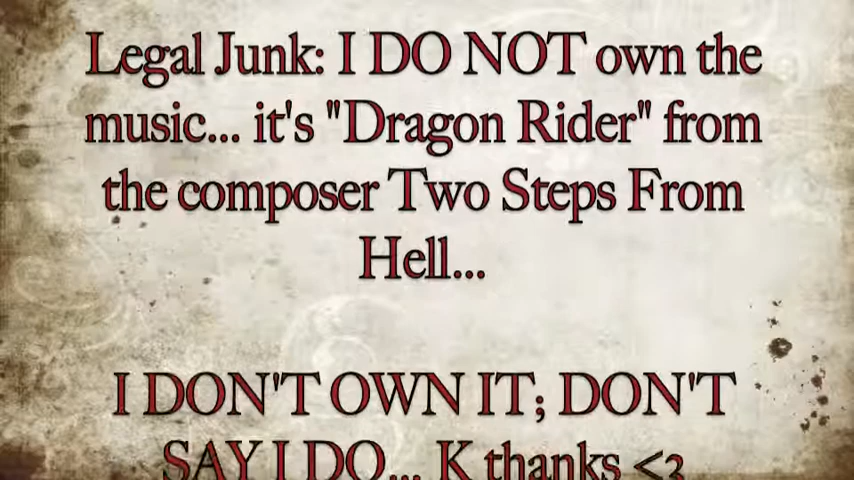 Legal Junk: I DO NOT own the
music... it's "Dragon Rider" from
the composer Two Steps From
Hell...
I DON'T OWN IT; DON'T
SAY I DO... K thanks <3